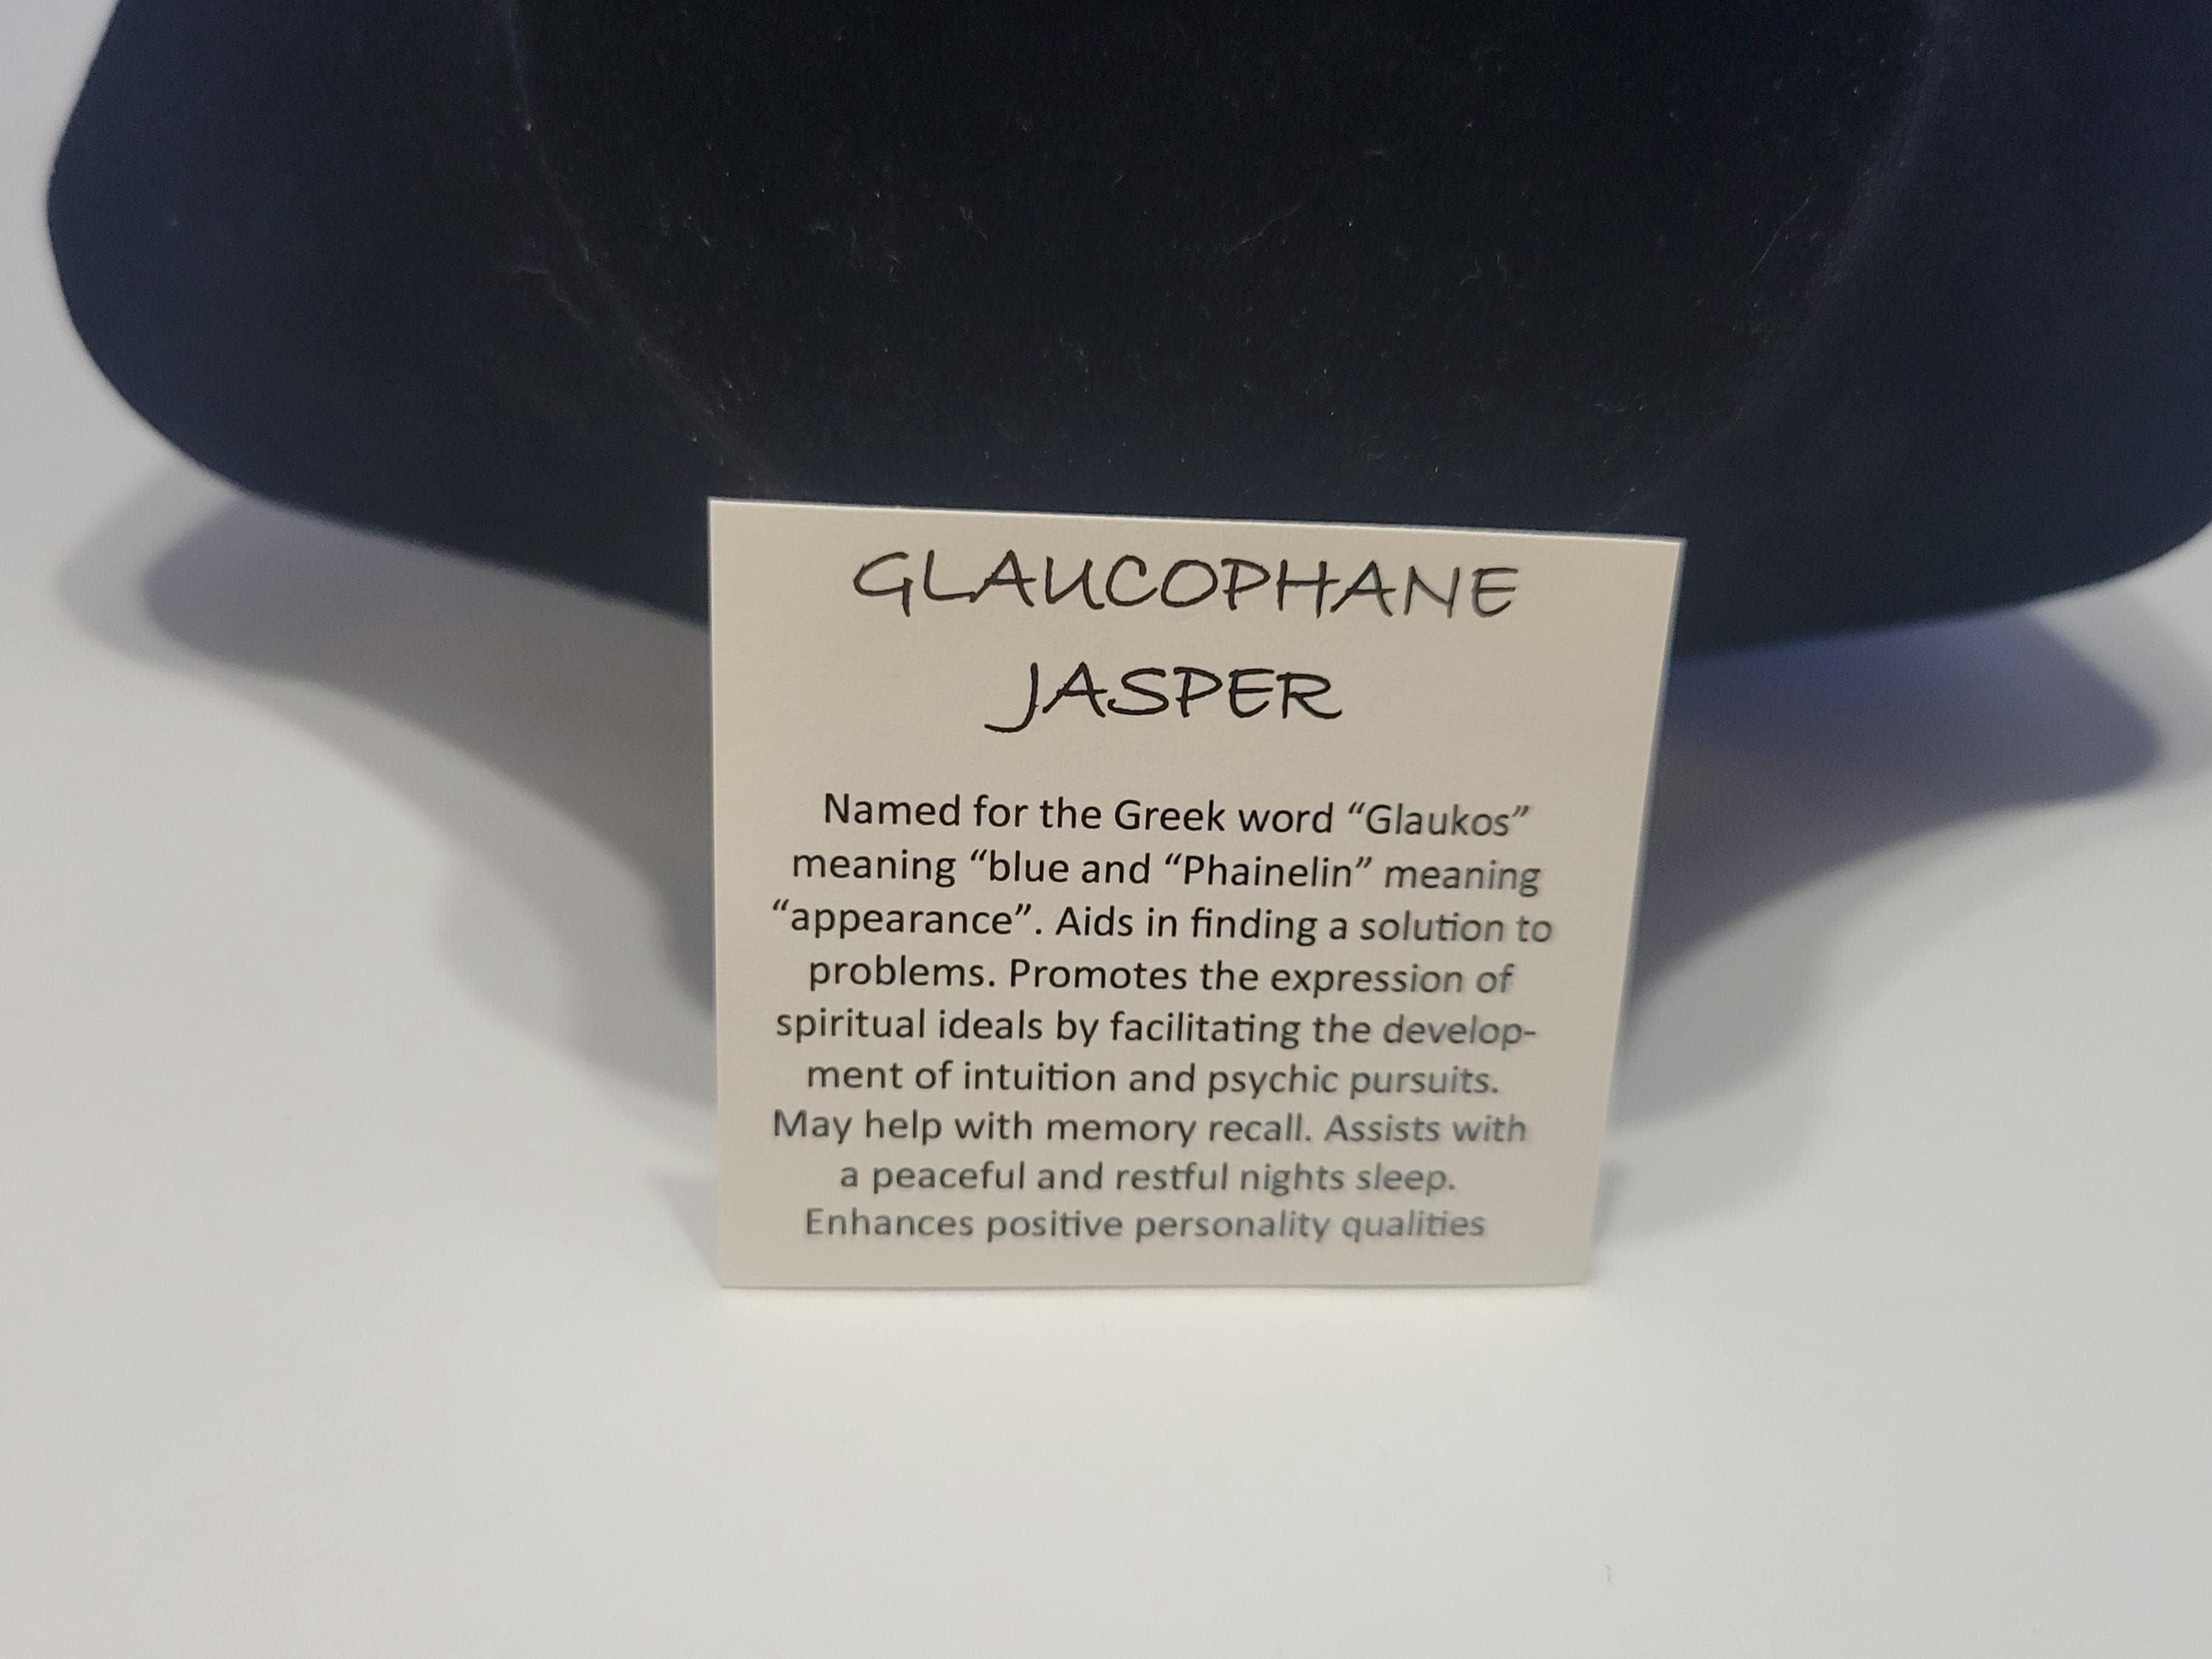 GLAUCOPHANE
JASPER
Named for the Greek word “Glaukos”
meaning “blue and “Phainelin” meaning
“appearance”. Aids in finding a solution to
problems. Promotes the expression of
spiritual ideals by facilitating the develop-
ment of intuition and psychic pursuits.
May help with memory recall. Assists with
a peaceful and restful nights sleep.
Enhances positive personality qualities